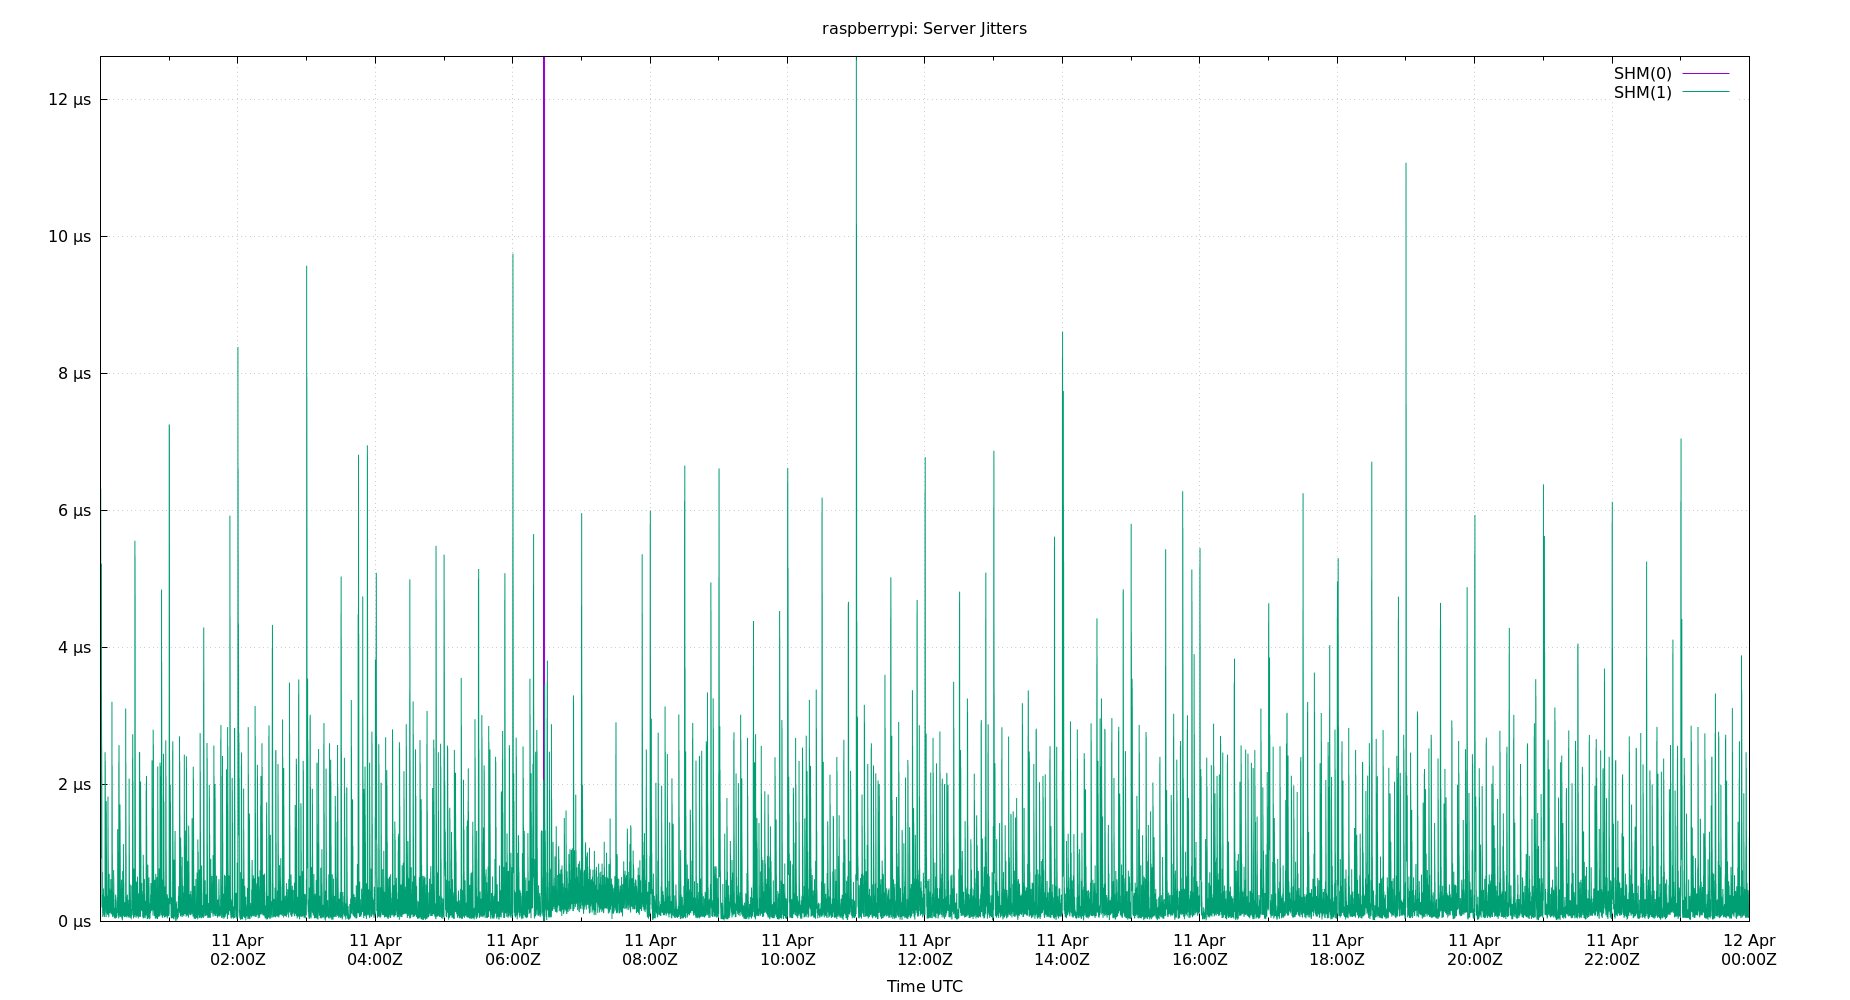 raspberrypi: Server Jitters
SHM(0)
SHM(1)
12 µs
10 µs
8 µs
6 µs
4 µs
2 µs
0 µs
11 Apr 11 Apr 11 Apr 11 Apr 11 Apr 11 Apr 11 Apr 11 Apr 11 Apr 11 Apr 11 Apr 12 Apr
02:00Z 04:00Z 06:00Z 08:00Z 10:00Z 12:00Z 14:00Z 16:00Z 18:00Z 20:00Z 22:00Z 00:00Z
Time UTC